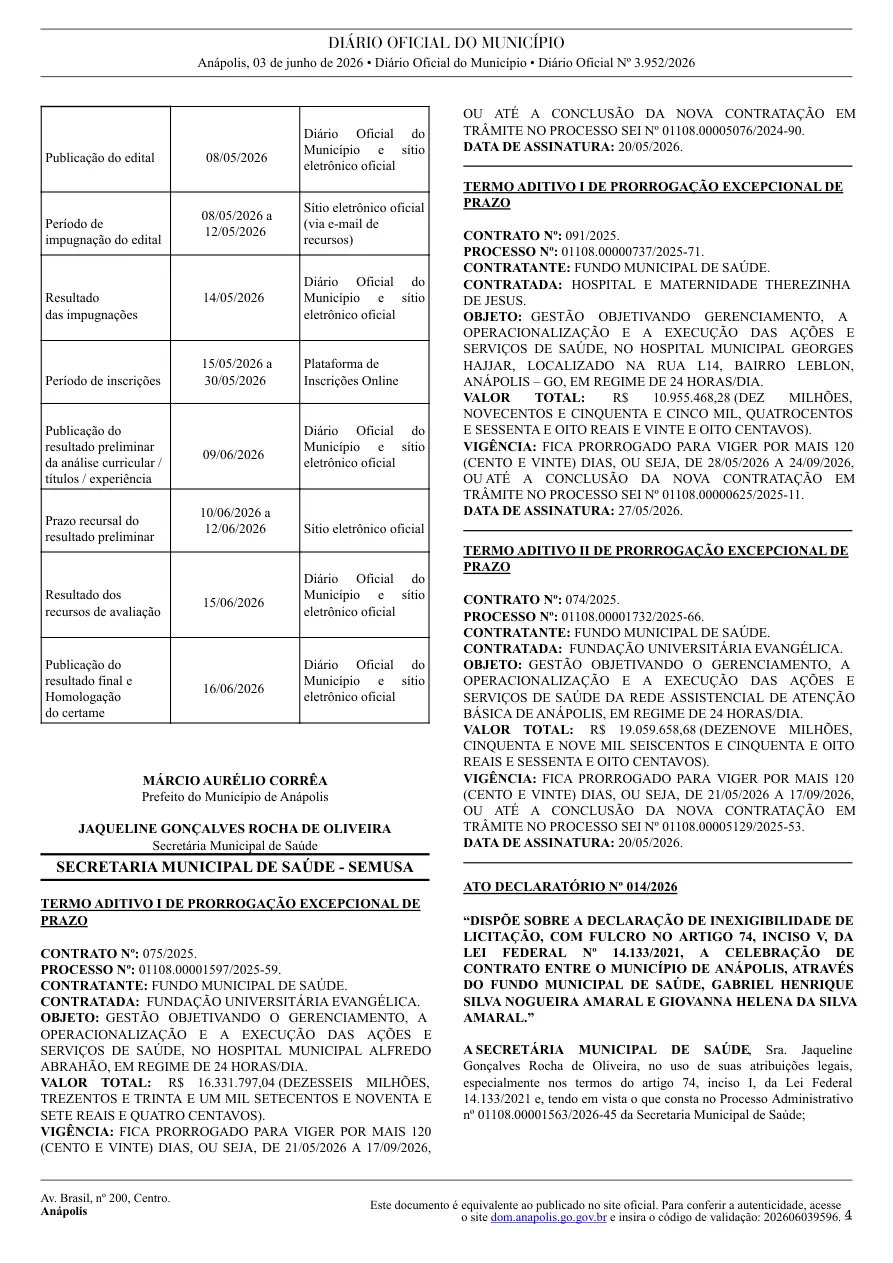 DIÁRIO OFICIAL DO MUNICÍPIO
Anápolis, 03 de junho de 2026 • Diário Oficial do Município • Diário Oficial Nº 3.952/2026
Publicação do edital
08/05/2026
Diário Oficial do
Município e sítio
eletrônico oficial
Período de
impugnação do edital
08/05/2026 a
12/05/2026
Sítio eletrônico oficial
(via e-mail de
recursos)
Resultado
das impugnações
14/05/2026
Diário Oficial do
Município e sítio
eletrônico oficial
Período de inscrições
15/05/2026 a
30/05/2026
Plataforma de
Inscrições Online
Publicação do
resultado preliminar
da análise curricular /
títulos / experiência
09/06/2026
Diário Oficial do
Município e sítio
eletrônico oficial
Prazo recursal do
resultado preliminar
10/06/2026 a
12/06/2026
Sítio eletrônico oficial
Resultado dos
recursos de avaliação
15/06/2026
Diário Oficial do
Município e sítio
eletrônico oficial
Publicação do
resultado final e
Homologação
do certame
16/06/2026
Diário Oficial do
Município e sítio
eletrônico oficial
MÁRCIO AURÉLIO CORRÊA
Prefeito do Município de Anápolis
JAQUELINE GONÇALVES ROCHA DE OLIVEIRA
Secretária Municipal de Saúde
SECRETARIA MUNICIPAL DE SAÚDE - SEMUSA
TERMO ADITIVO I DE PRORROGAÇÃO EXCEPCIONAL DE
PRAZO
CONTRATO Nº: 075/2025.
PROCESSO Nº: 01108.00001597/2025-59.
CONTRATANTE: FUNDO MUNICIPAL DE SAÚDE.
CONTRATADA: FUNDAÇÃO UNIVERSITÁRIA EVANGÉLICA.
OBJETO: GESTÃO OBJETIVANDO O GERENCIAMENTO, A
OPERACIONALIZAÇÃO E A EXECUÇÃO DAS AÇÕES E
SERVIÇOS DE SAÚDE, NO HOSPITAL MUNICIPAL ALFREDO
ABRAHÃO, EM REGIME DE 24 HORAS/DIA.
VALOR TOTAL: R$ 16.331.797,04 (DEZESSEIS MILHÕES,
TREZENTOS E TRINTA E UM MIL SETECENTOS E NOVENTA E
SETE REAIS E QUATRO CENTAVOS).
VIGÊNCIA: FICA PRORROGADO PARA VIGER POR MAIS 120
(CENTO E VINTE) DIAS, OU SEJA, DE 21/05/2026 A 17/09/2026,
OU ATÉ A CONCLUSÃO DA NOVA CONTRATAÇÃO EM
TRÂMITE NO PROCESSO SEI Nº 01108.00005076/2024-90.
DATA DE ASSINATURA: 20/05/2026.
TERMO ADITIVO I DE PRORROGAÇÃO EXCEPCIONAL DE
PRAZO
CONTRATO Nº: 091/2025.
PROCESSO Nº: 01108.00000737/2025-71.
CONTRATANTE: FUNDO MUNICIPAL DE SAÚDE.
CONTRATADA: HOSPITAL E MATERNIDADE THEREZINHA
DE JESUS.
OBJETO: GESTÃO OBJETIVANDO GERENCIAMENTO, A
OPERACIONALIZAÇÃO E A EXECUÇÃO DAS AÇÕES E
SERVIÇOS DE SAÚDE, NO HOSPITAL MUNICIPAL GEORGES
HAJJAR, LOCALIZADO NA RUA L14, BAIRRO LEBLON,
ANÁPOLIS – GO, EM REGIME DE 24 HORAS/DIA.
VALOR TOTAL: R$ 10.955.468,28 (DEZ MILHÕES,
NOVECENTOS E CINQUENTA E CINCO MIL, QUATROCENTOS
E SESSENTA E OITO REAIS E VINTE E OITO CENTAVOS).
VIGÊNCIA: FICA PRORROGADO PARA VIGER POR MAIS 120
(CENTO E VINTE) DIAS, OU SEJA, DE 28/05/2026 A 24/09/2026,
OU ATÉ A CONCLUSÃO DA NOVA CONTRATAÇÃO EM
TRÂMITE NO PROCESSO SEI Nº 01108.00000625/2025-11.
DATA DE ASSINATURA: 27/05/2026.
TERMO ADITIVO II DE PRORROGAÇÃO EXCEPCIONAL DE
PRAZO
CONTRATO Nº: 074/2025.
PROCESSO Nº: 01108.00001732/2025-66.
CONTRATANTE: FUNDO MUNICIPAL DE SAÚDE.
CONTRATADA: FUNDAÇÃO UNIVERSITÁRIA EVANGÉLICA.
OBJETO: GESTÃO OBJETIVANDO O GERENCIAMENTO, A
OPERACIONALIZAÇÃO E A EXECUÇÃO DAS AÇÕES E
SERVIÇOS DE SAÚDE DA REDE ASSISTENCIAL DE ATENÇÃO
BÁSICA DE ANÁPOLIS, EM REGIME DE 24 HORAS/DIA.
VALOR TOTAL: R$ 19.059.658,68 (DEZENOVE MILHÕES,
CINQUENTA E NOVE MIL SEISCENTOS E CINQUENTA E OITO
REAIS E SESSENTA E OITO CENTAVOS).
VIGÊNCIA: FICA PRORROGADO PARA VIGER POR MAIS 120
(CENTO E VINTE) DIAS, OU SEJA, DE 21/05/2026 A 17/09/2026,
OU ATÉ A CONCLUSÃO DA NOVA CONTRATAÇÃO EM
TRÂMITE NO PROCESSO SEI Nº 01108.00005129/2025-53.
DATA DE ASSINATURA: 20/05/2026.
ATO DECLARATÓRIO Nº 014/2026
“DISPÕE SOBRE A DECLARAÇÃO DE INEXIGIBILIDADE DE
LICITAÇÃO, COM FULCRO NO ARTIGO 74, INCISO V, DA
LEI FEDERAL Nº 14.133/2021, A CELEBRAÇÃO DE
CONTRATO ENTRE O MUNICÍPIO DE ANÁPOLIS, ATRAVÉS
DO FUNDO MUNICIPAL DE SAÚDE, GABRIEL HENRIQUE
SILVA NOGUEIRA AMARAL E GIOVANNA HELENA DA SILVA
AMARAL.”
A SECRETÁRIA MUNICIPAL DE SAÚDE, Sra. Jaqueline
Gonçalves Rocha de Oliveira, no uso de suas atribuições legais,
especialmente nos termos do artigo 74, inciso I, da Lei Federal
14.133/2021 e, tendo em vista o que consta no Processo Administrativo
nº 01108.00001563/2026-45 da Secretaria Municipal de Saúde;
Av. Brasil, nº 200, Centro.
Anápolis
Este documento é equivalente ao publicado no site oficial. Para conferir a autenticidade, acesse
o site dom.anapolis.go.gov.br e insira o código de validação: 202606039596. 4